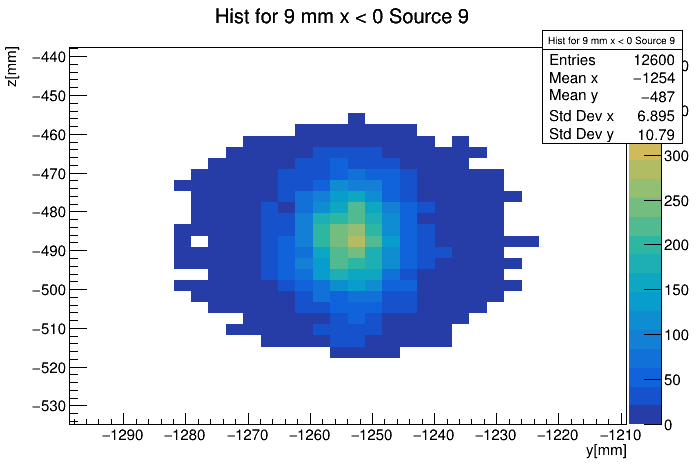 Hist for 9 mm x < 0 Source 9
Hist for 9 mm x < 0 Source 9
Entries 12600
Mean x −1254
Mean y −487
Std Dev x 6.895
Std Dev y 10.79
z[mm]
−440
−450
−460
−470
−480
−490
−500
−510
−520
−530
−1290 −1280 −1270 −1260 −1250 −1240 −1230 −1220 −1210
y[mm]
300
250
200
150
100
50
0